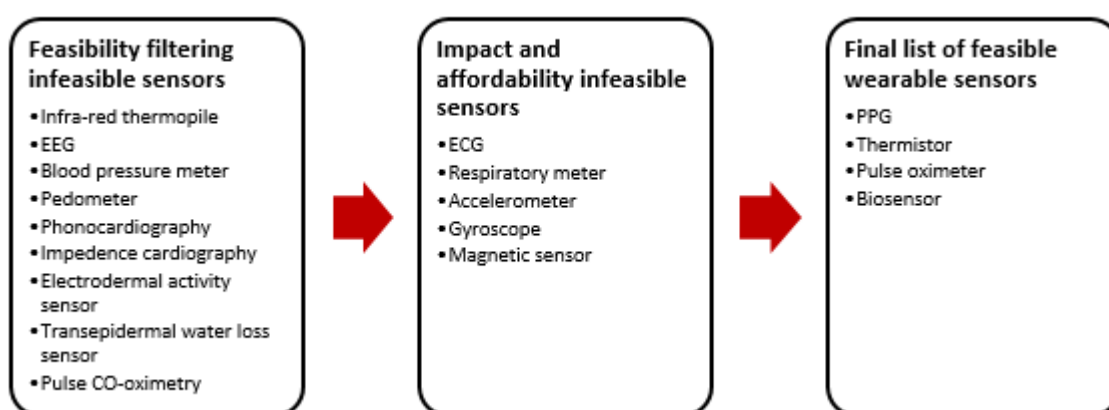 Feasibility filtering
infeasible sensors
•Infra-red thermopile
•EEG
•Blood pressure meter
•Pedometer
•Phonocardiography
•Impedence cardiography
•Electrodermal activity
sensor
•Transepidermal water loss
sensor
•Pulse CO-oximetry
Impact and
affordability infeasible
sensors
•ECG
•Respiratory meter
•Accelerometer
•Gyroscope
•Magnetic sensor
Final list of feasible
wearable sensors
•PPG
•Thermistor
•Pulse oximeter
•Biosensor